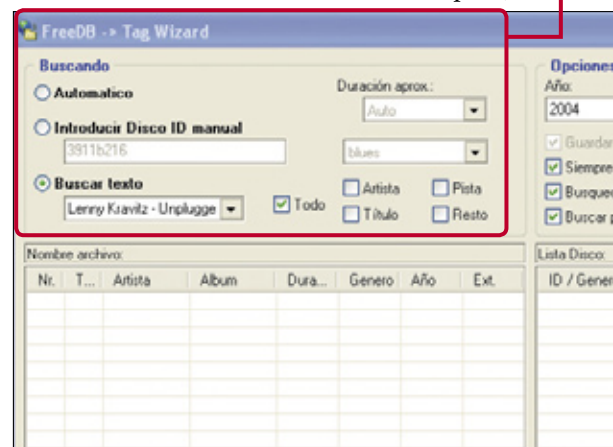 FreeDB -> Tag Wizard
Buscando
Automatico
Duración aprox.:
Auto
Introducir Disco ID manual
3911b216
blues
Buscar texto
Lenny Kravitz - Unplugge
Todo
Artista
Pista
Título
Resto
Opciones
Año:
2004
Guardar
Siempre
Buscar
Nombre archivo:
Nr. T... Artista Album Dura... Genero Año Ext.
Lista Disco:
ID / Gener